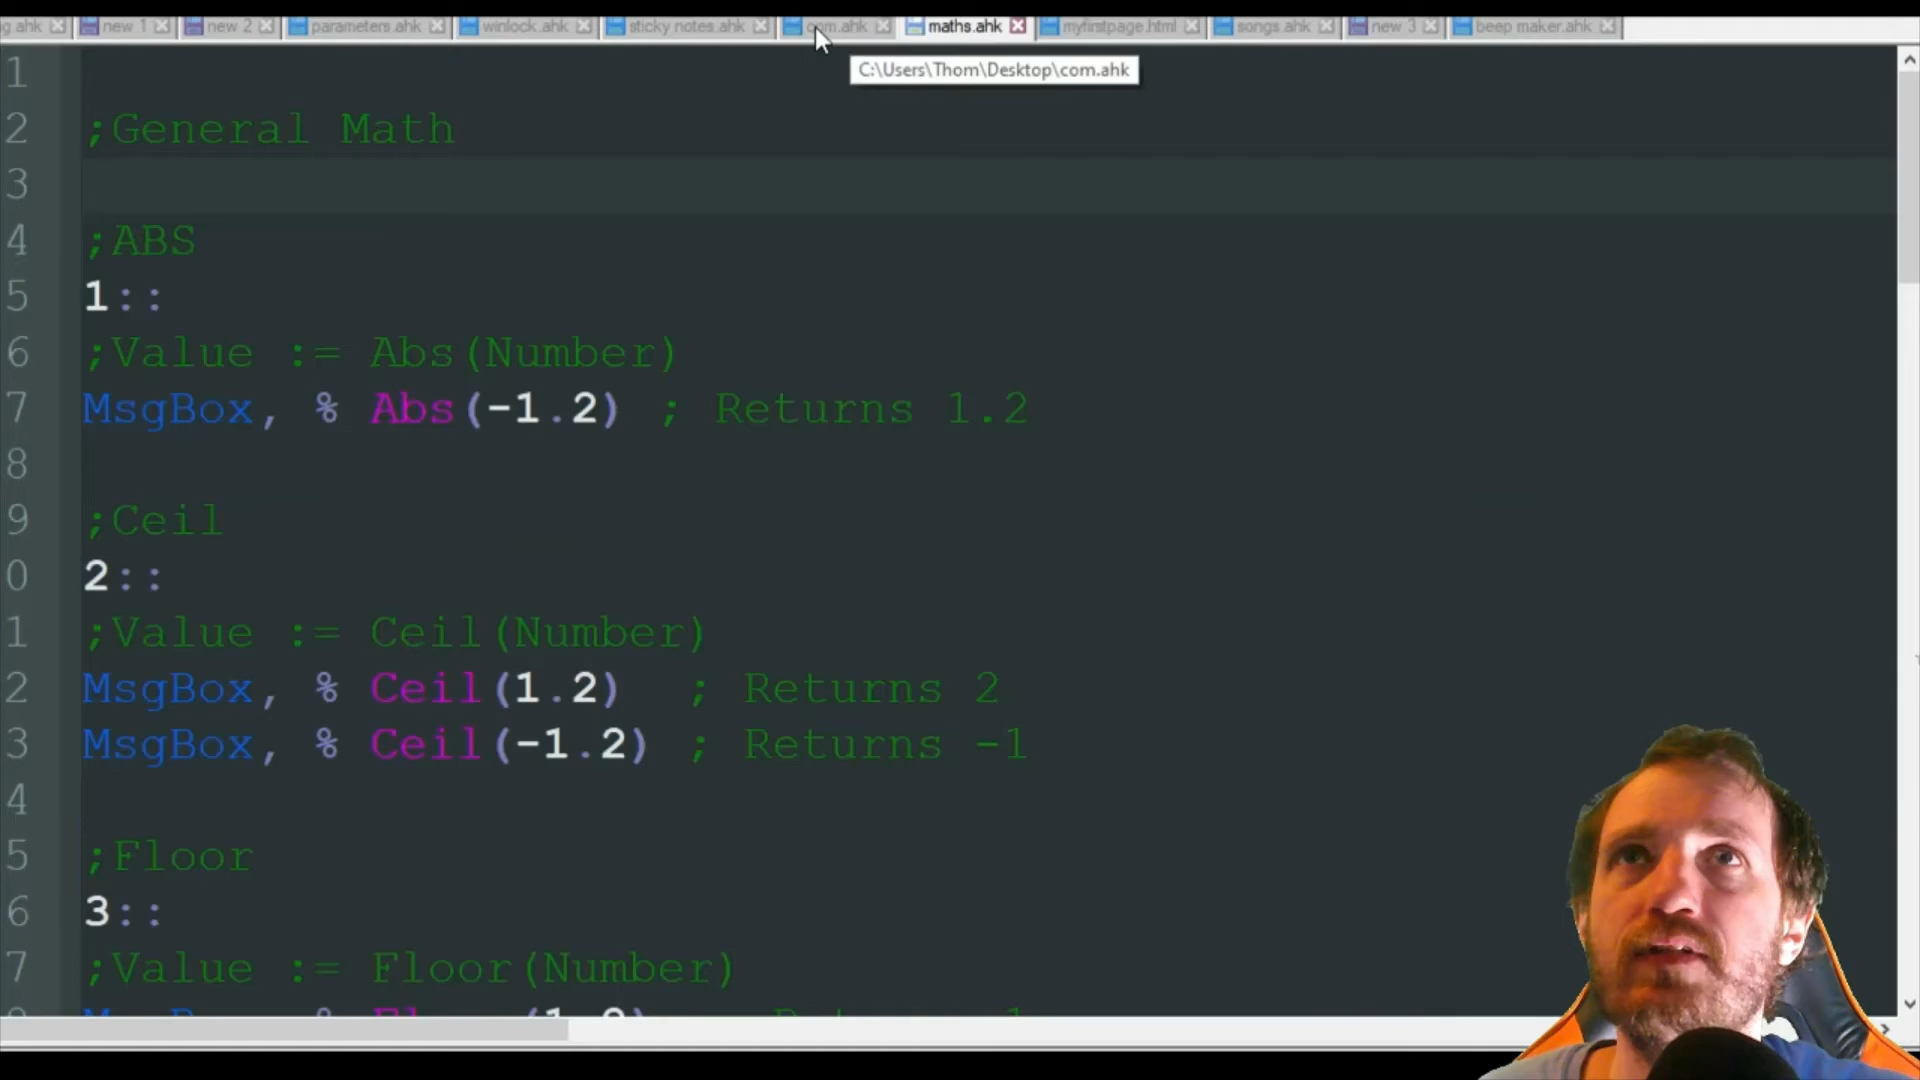 g.ahk new 1 new 2 parameters.ahk winlock.ahk sticky notes.ahk com.ahk maths.ahk myfirstpage.html songs.ahk new 3 beep maker.ahk
C:\Users\Thom\Desktop\com.ahk
1
2 ;General Math
3
4 ;ABS
5 1::
6 ;Value := Abs(Number)
7 MsgBox, % Abs(-1.2) ; Returns 1.2
8
9 ;Ceil
0 2::
1 ;Value := Ceil(Number)
2 MsgBox, % Ceil(1.2) ; Returns 2
3 MsgBox, % Ceil(-1.2) ; Returns -1
4
5 ;Floor
6 3::
7 ;Value := Floor(Number)